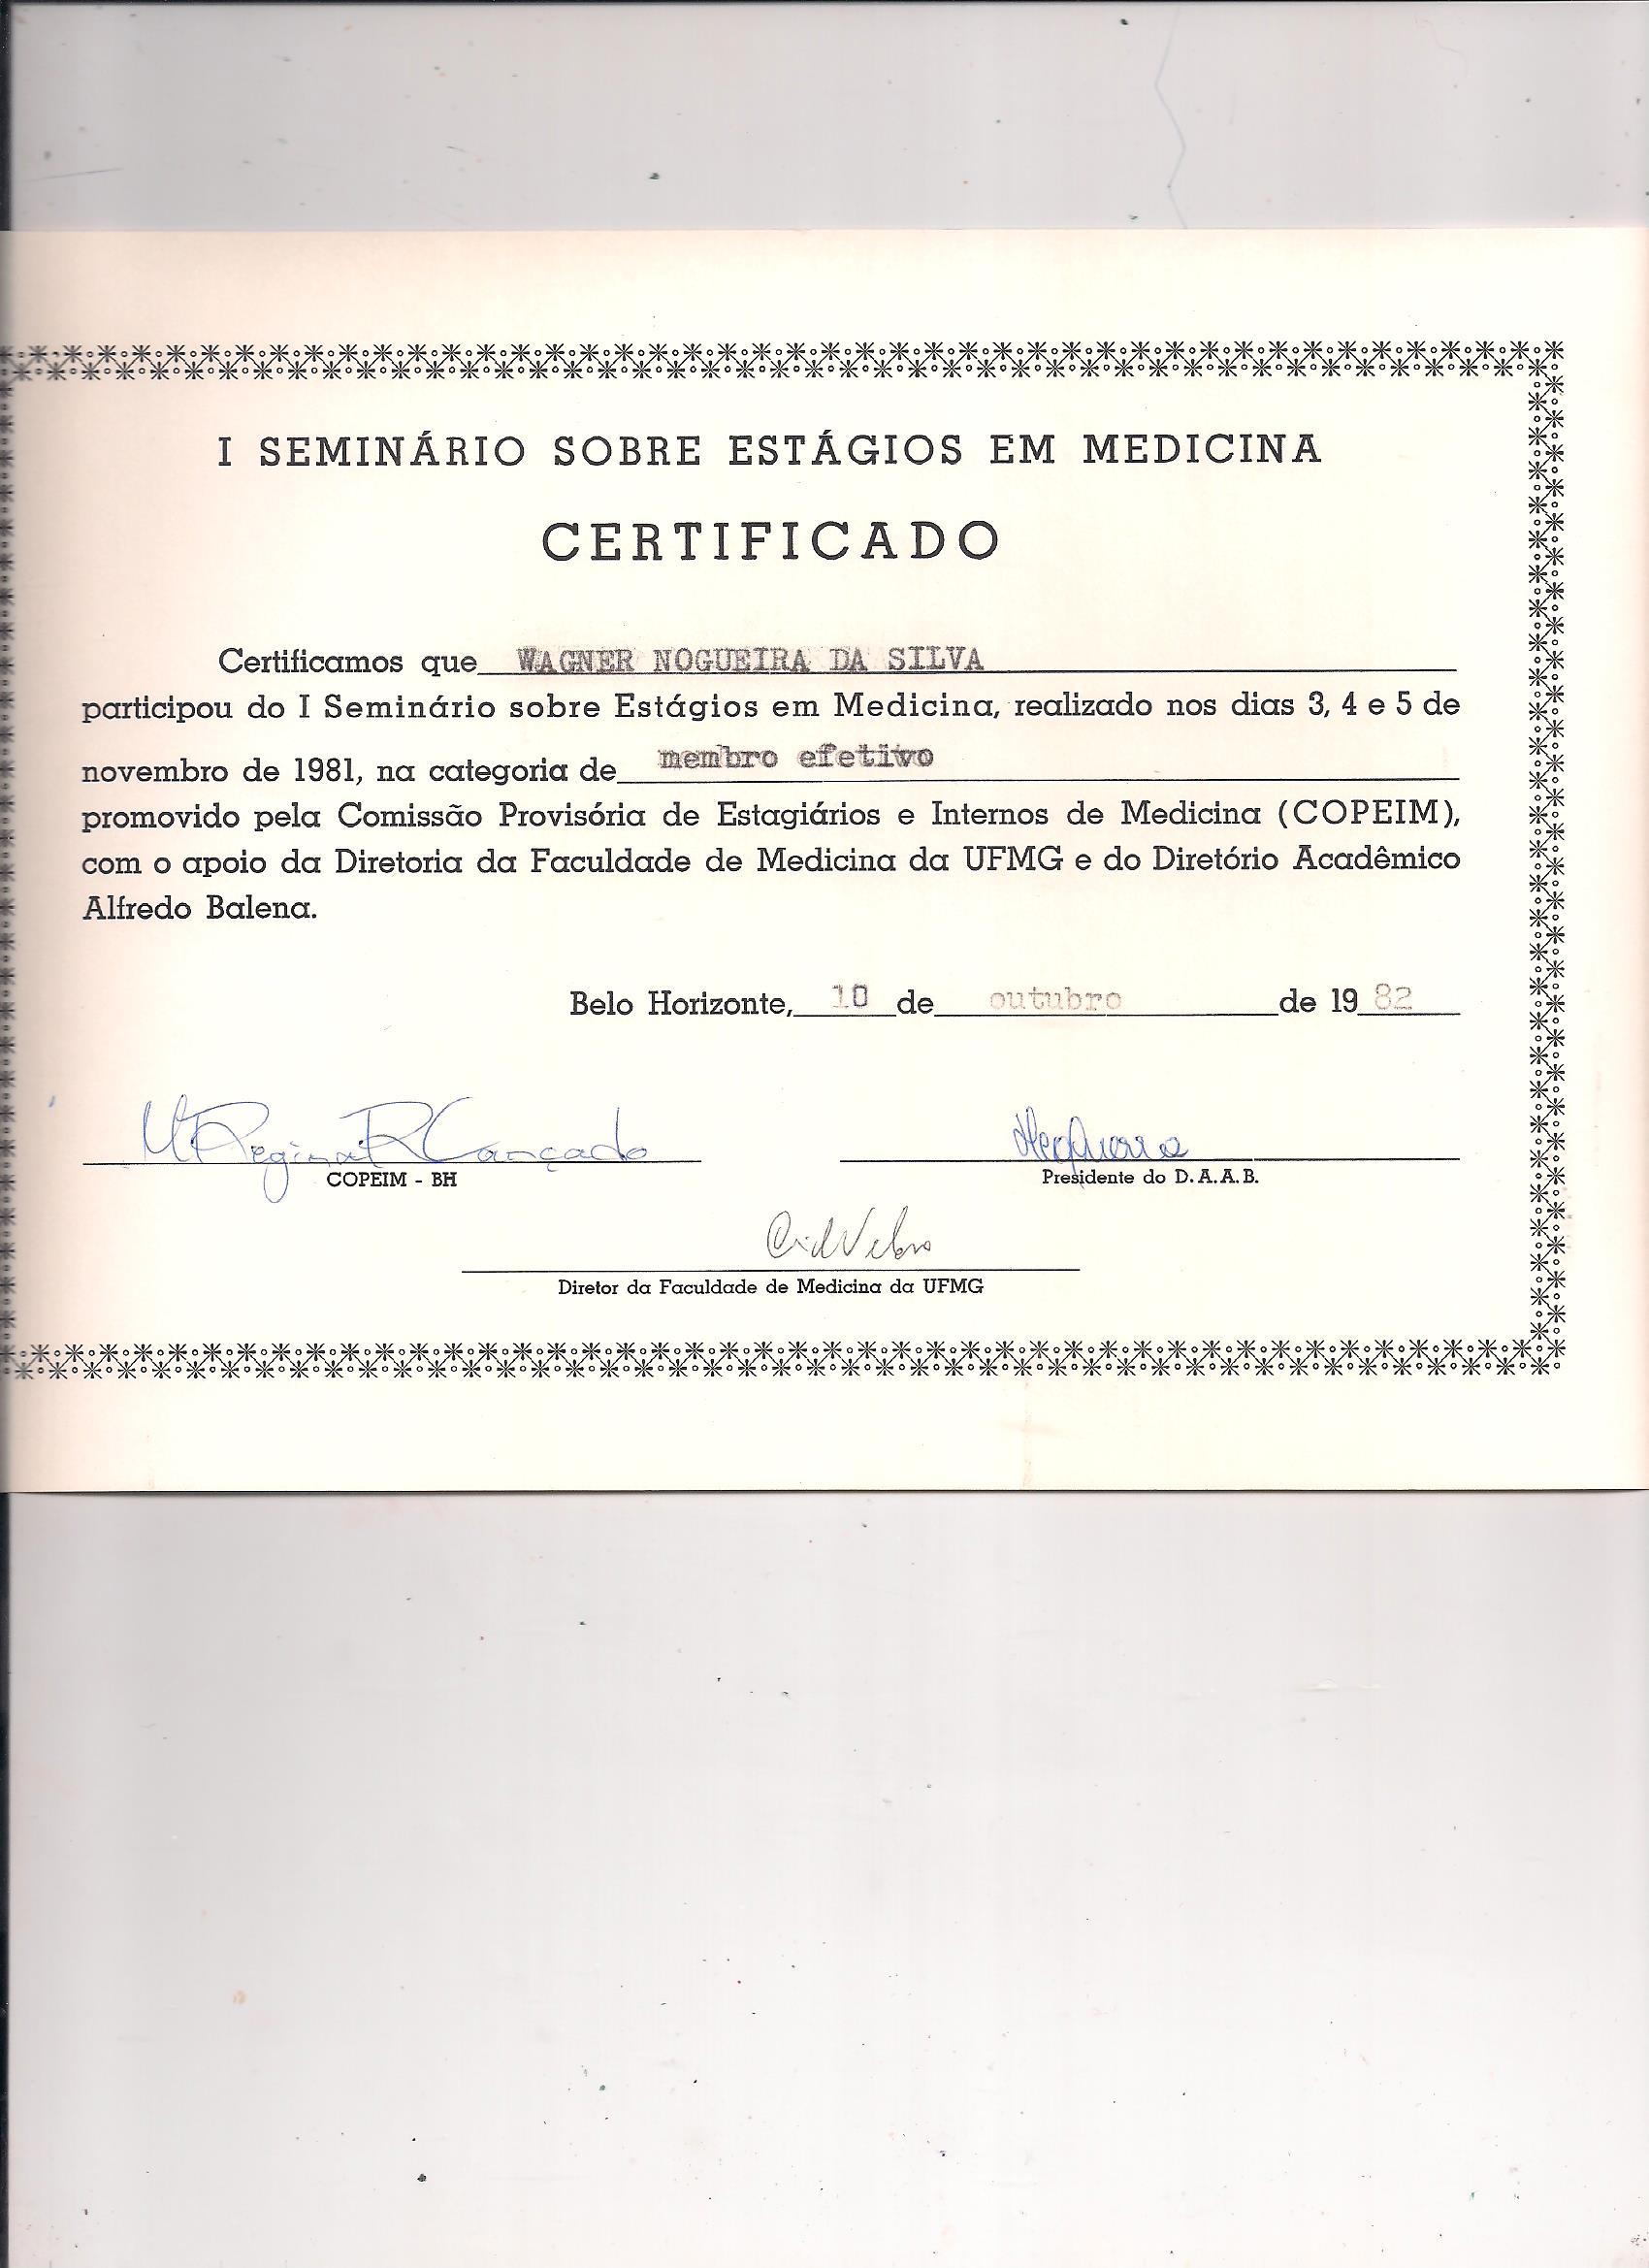 I SEMINÁRIO SOBRE ESTÁGIOS EM MEDICINA
CERTIFICADO
Certificamos que WAGNER NOGUEIRA DA SILVA
participou do I Seminário sobre Estágios em Medicina, realizado nos dias 3, 4 e 5 de
novembro de 1981, na categoria de membro efetivo
promovido pela Comissão Provisória de Estagiários e Internos de Medicina (COPEIM),
com o apoio da Diretoria da Faculdade de Medicina da UFMG e do Diretório Acadêmico
Alfredo Balena.
Belo Horizonte, 10 de outubro de 19 82
M Regina R Cançado
COPEIM - BH
Presidente do D.A.A.B.
Diretor da Faculdade de Medicina da UFMG